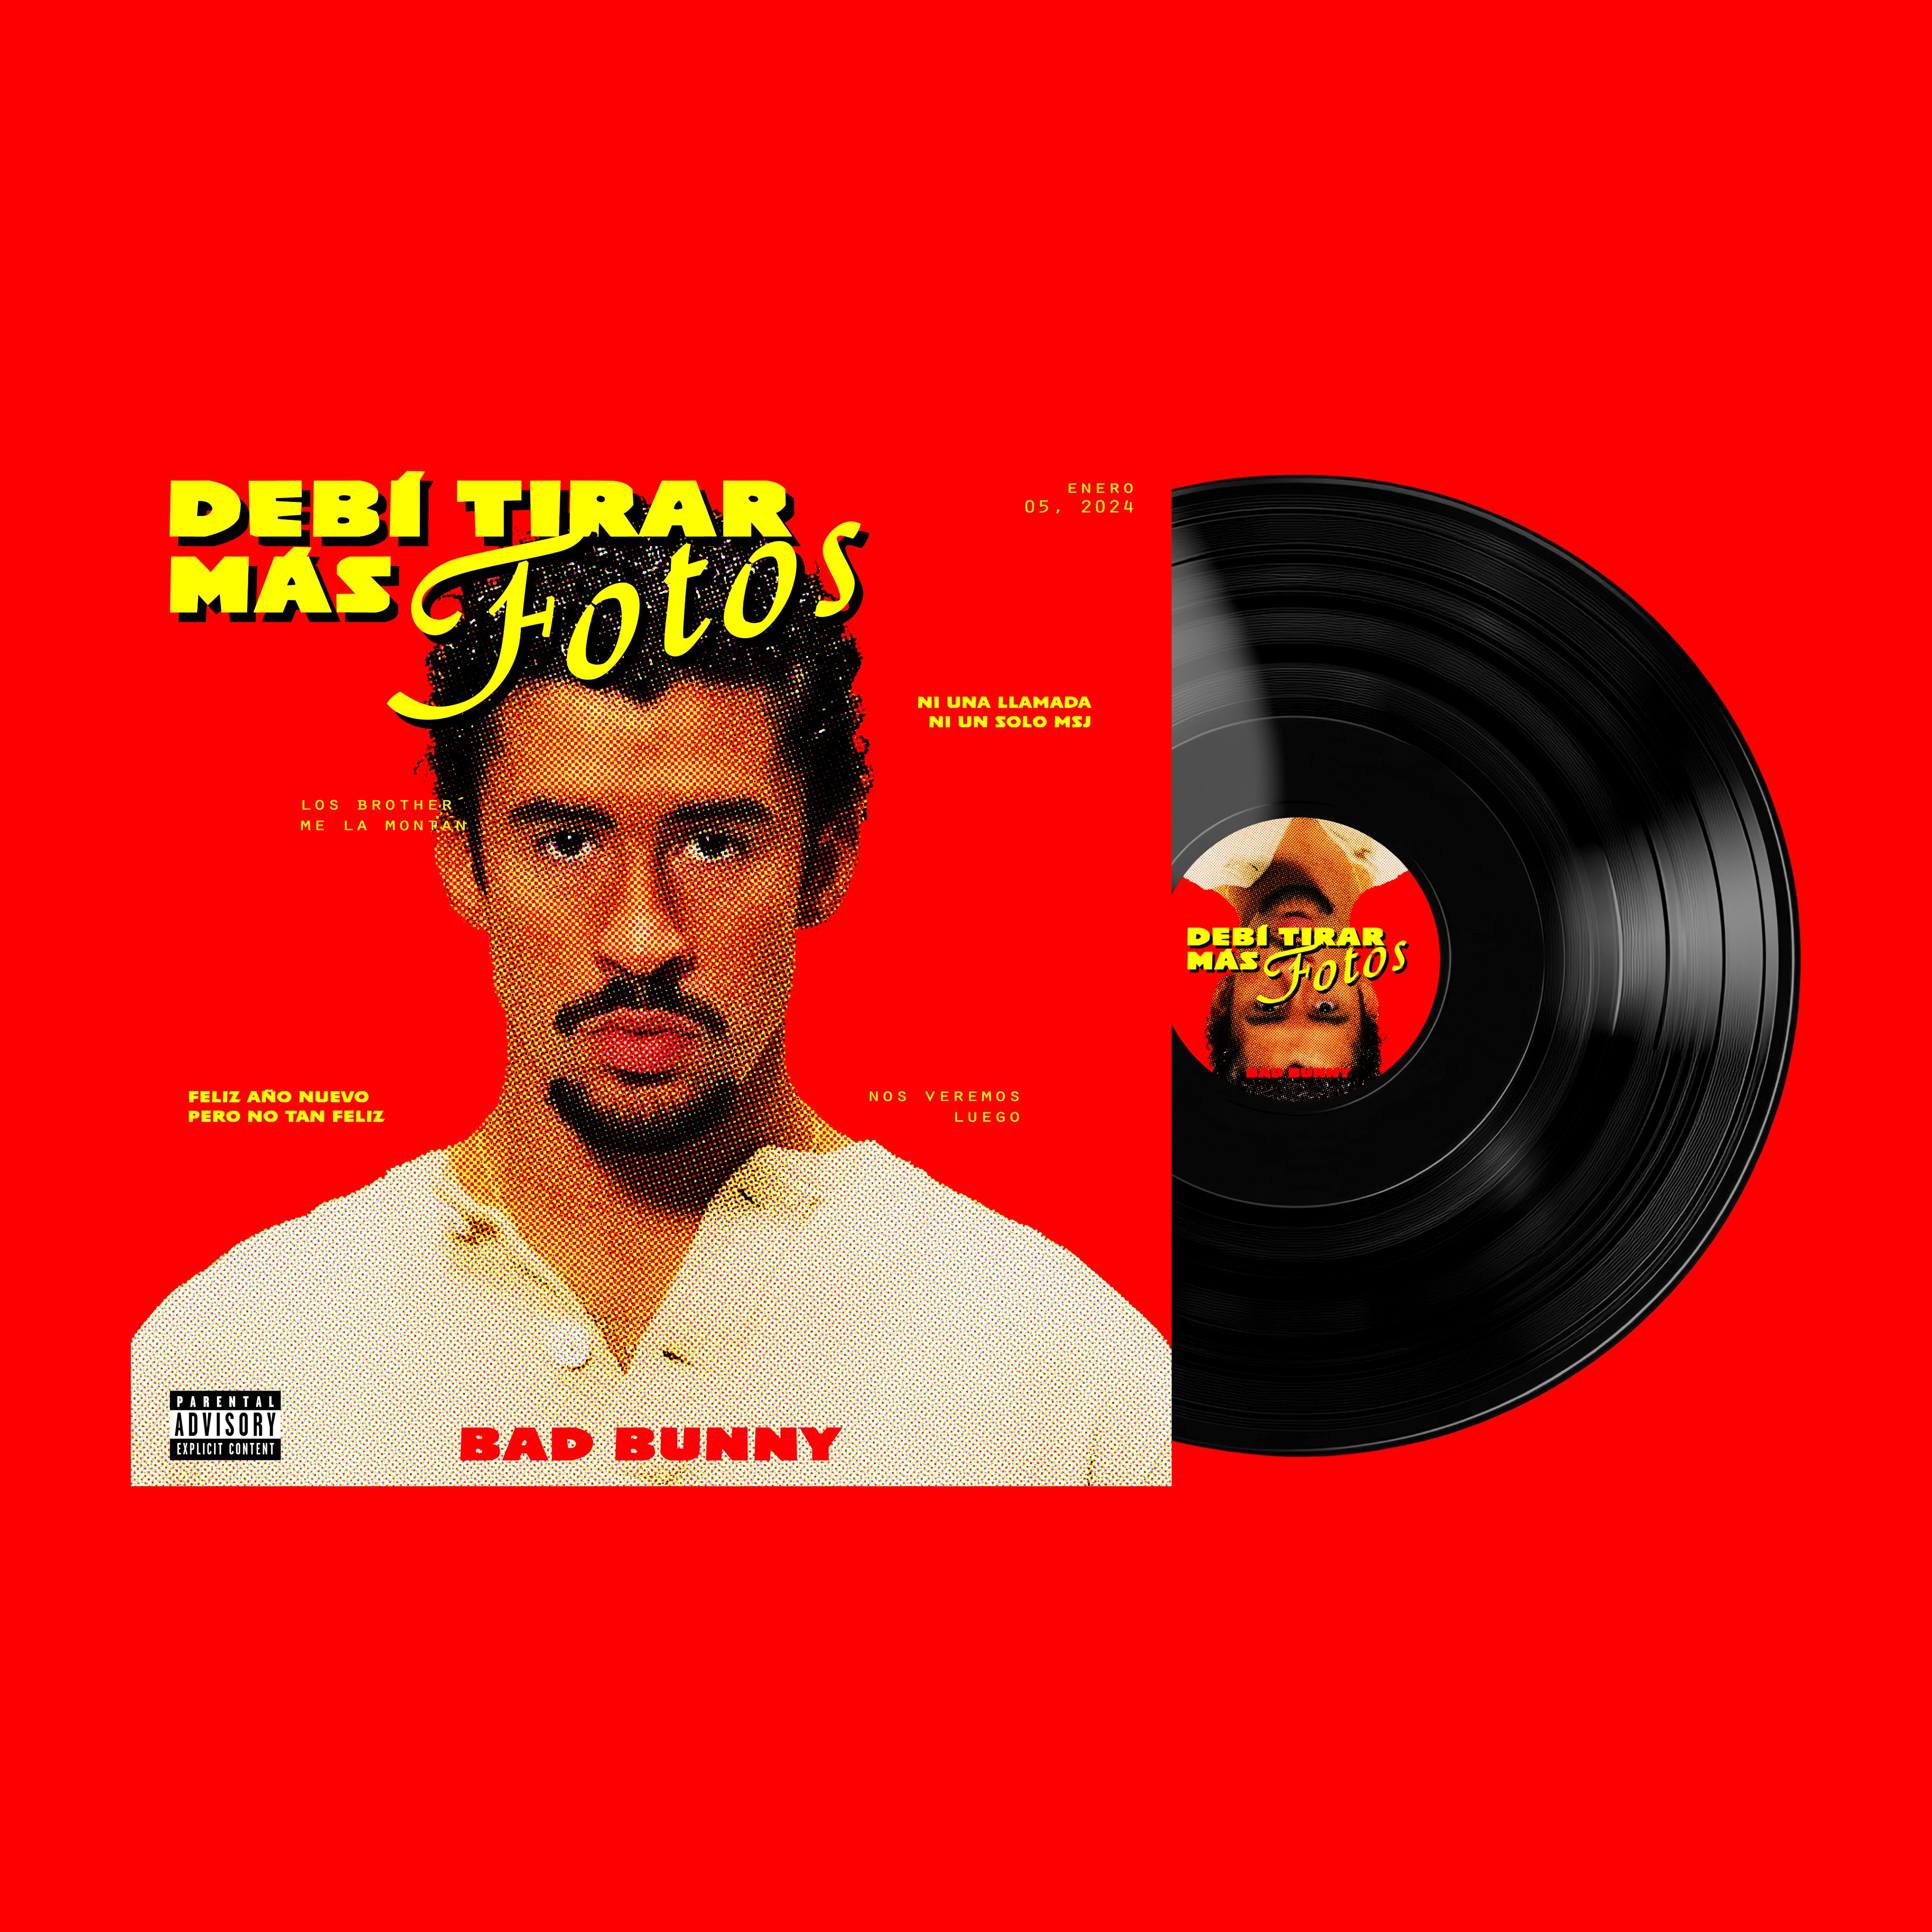 DEBÍ TIRAR
MÁS Fotos
ENERO
05, 2024
NI UNA LLAMADA
NI UN SOLO MSJ
LOS BROTHER´
ME LA MONTAN
FELIZ AÑO NUEVO
PERO NO TAN FELIZ
NOS VEREMOS
LUEGO
PARENTAL
ADVISORY
EXPLICIT CONTENT
BAD BUNNY
DEBÍ TIRAR
MÁS Fotos
BAD BUNNY